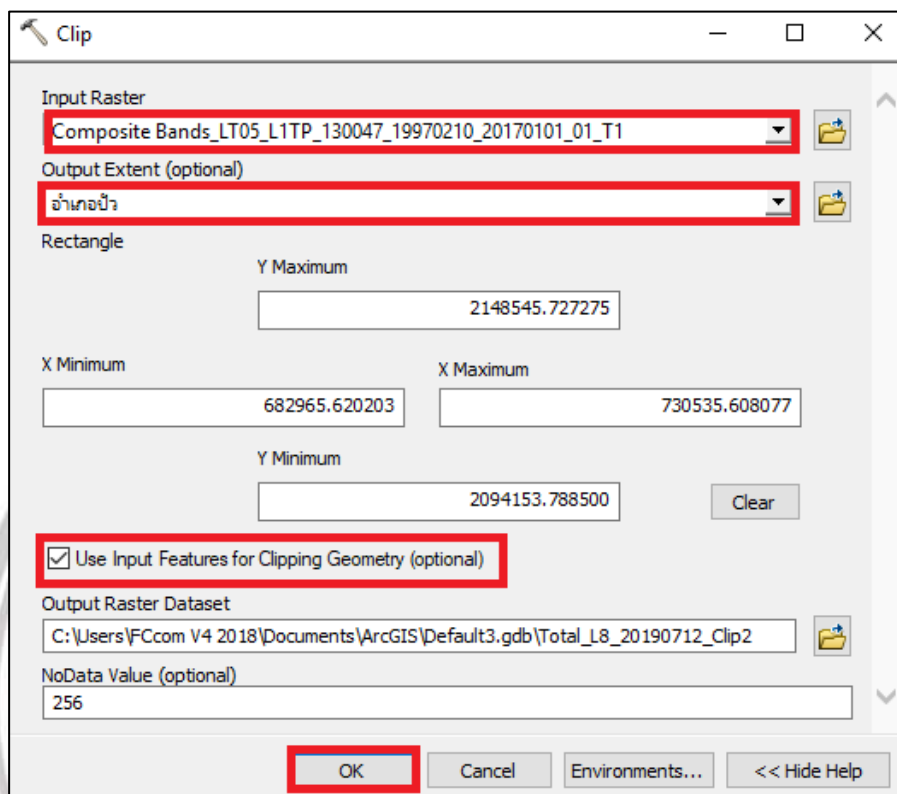 Clip
Input Raster
Composite Bands_LT05_L1TP_130047_19970210_20170101_01_T1
Output Extent (optional)
อำเภอปัว
Rectangle
Y Maximum
2148545.727275
X Minimum
X Maximum
682965.620203
730535.608077
Y Minimum
2094153.788500
Clear
Use Input Features for Clipping Geometry (optional)
Output Raster Dataset
C:\Users\FCcom V4 2018\Documents\ArcGIS\Default3.gdb\Total_L8_20190712_Clip2
NoData Value (optional)
256
OK Cancel Environments... << Hide Help